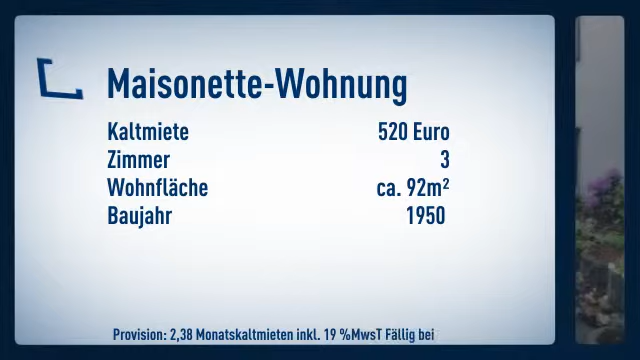 Maisonette-Wohnung
Kaltmiete 520 Euro
Zimmer 3
Wohnfläche ca. 92m²
Baujahr 1950
Provision: 2,38 Monatskaltmieten inkl. 19 %MwsT Fällig bei